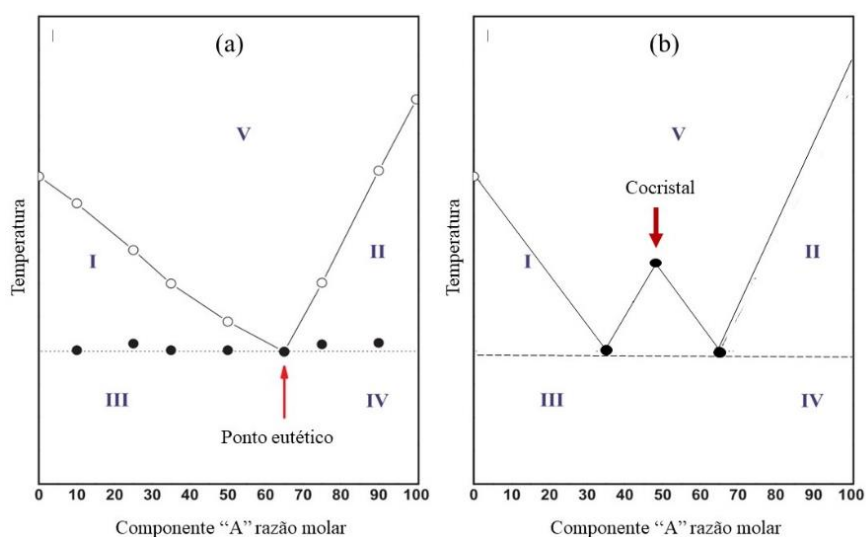 (a)
V
I
II
III
IV
Ponto eutético
Temperatura
0 10 20 30 40 50 60 70 80 90 100
Componente “A” razão molar
(b)
V
Cocristal
I
II
III
IV
Temperatura
0 10 20 30 40 50 60 70 80 90 100
Componente “A” razão molar